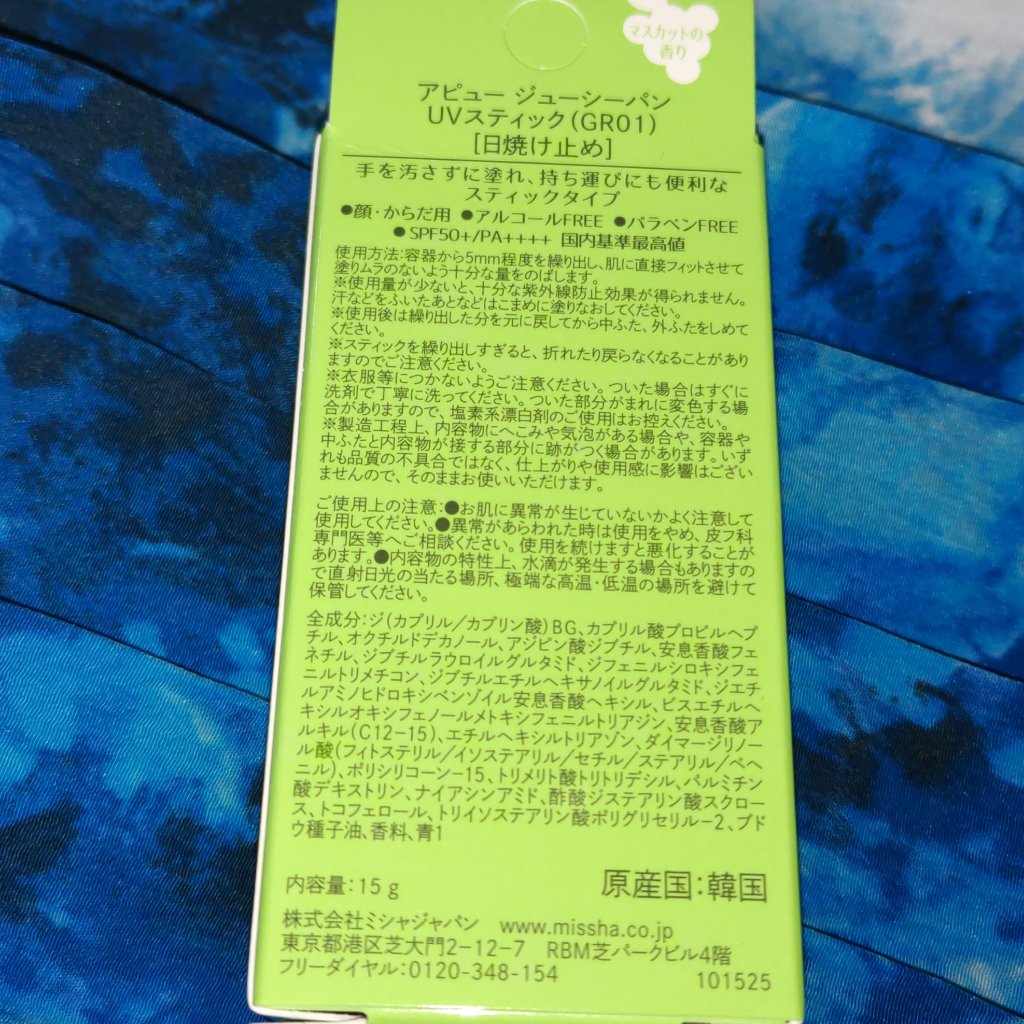 マスカットの
香り
アピュー ジューシーパン
UVスティック(GR01)
[日焼け止め]
手を汚さずに塗れ、持ち運びにも便利な
スティックタイプ
●顔・からだ用 ●アルコールFREE ●パラベンFREE
●SPF50+/PA++++ 国内基準最高値
使用方法:容器から5mm程度を繰り出し、肌に直接フィットさせて
塗りムラのないよう十分な量をのばします。
※使用量が少ないと、十分な紫外線防止効果が得られません。
汗などをふいたあとなどはこまめに塗りなおしてください。
※使用後は繰り出した分を元に戻してから中ふた、外ふたをしめて
ください。
※スティックを繰り出しすぎると、折れたり戻らなくなることがあり
ますのでご注意ください。
※衣服等につかないようご注意ください。ついた場合はすぐに
洗剤で丁寧に洗ってください。ついた部分がまれに変色する場
合がありますので、塩素系漂白剤のご使用はお控えください。
※製造工程上、内容物にへこみや気泡がある場合や、容器や
中ふたと内容物が接する部分に跡がつく場合があります。いず
れも品質の不具合ではなく、仕上がりや使用感に影響はござい
ませんので、そのままお使いいただけます。
ご使用上の注意:●お肌に異常が生じていないかよく注意して
使用してください。●異常があらわれた時は使用をやめ、皮フ科
専門医等へご相談ください。使用を続けますと悪化することが
あります。●内容物の特性上、水滴が発生する場合もありますの
で直射日光の当たる場所、極端な高温・低温の場所を避けて
保管してください。
全成分:ジ(カプリル/カプリン酸)BG、カプリル酸プロピルヘプ
チル、オクチルドデカノール、アジピン酸ジブチル、安息香酸フェ
ネチル、ジブチルラウロイルグルタミド、ジフェニルシロキシフェ
ニルトリメチコン、ジブチルエチルヘキサノイルグルタミド、ジエチ
ルアミノヒドロキシベンゾイル安息香酸ヘキシル、ビスエチルヘ
キシルオキシフェノールメトキシフェニルトリアジン、安息香酸ア
ルキル(C12-15)、エチルヘキシルトリアゾン、ダイマージリノー
ル酸(フィトステリル/イソステアリル/セチル/ステアリル/ベヘ
ニル)、ポリシリコーン-15、トリメリト酸トリトリデシル、パルミチン
酸デキストリン、ナイアシンアミド、酢酸ジステアリン酸スクロー
ス、トコフェロール、トリイソステアリン酸ポリグリセリル-2、ブド
ウ種子油、香料、青1
内容量:15g
原産国:韓国
株式会社ミシャジャパン www.missha.co.jp
東京都港区芝大門2-12-7 RBM芝パークビル4階
フリーダイヤル:0120-348-154
101525